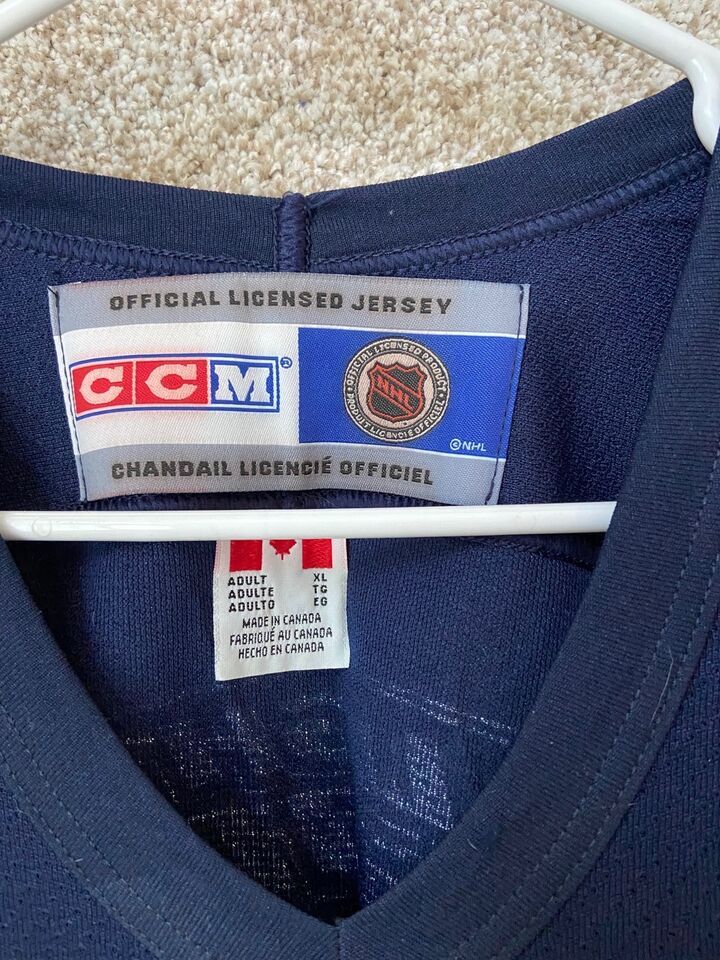 OFFICIAL LICENSED JERSEY
CCM®
OFFICIAL LICENSED PRODUCT
NHL
PRODUIT LICENCIÉ OFFICIEL
©NHL
CHANDAIL LICENCIÉ OFFICIEL
ADULT XL
ADULTE TG
ADULTO EG
MADE IN CANADA
FABRIQUÉ AU CANADA
HECHO EN CANADA